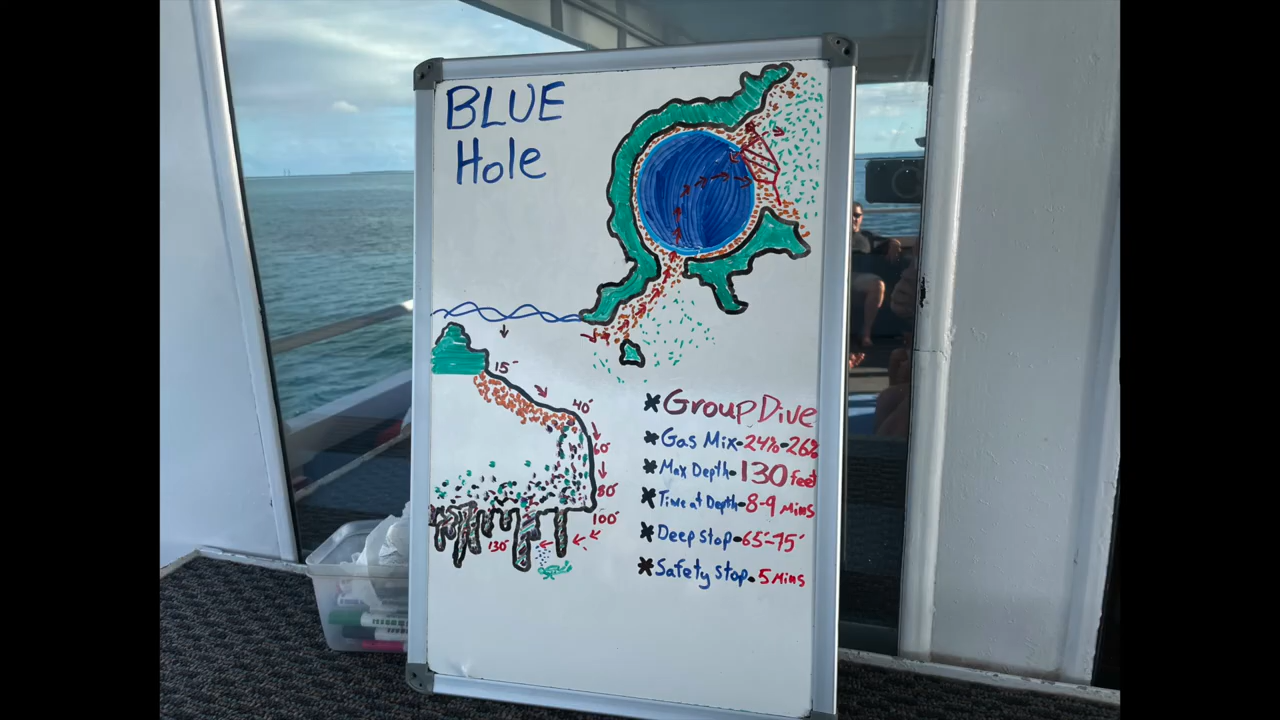 BLUE
Hole
15'
40'
60'
80'
100'
130'
* Group Dive
* Gas Mix - 24% - 26%
* Max Depth - 130 feet
* Time at Depth - 8-9 Mins
* Deep Stop - 65'-75'
* Safety Stop - 5 Mins